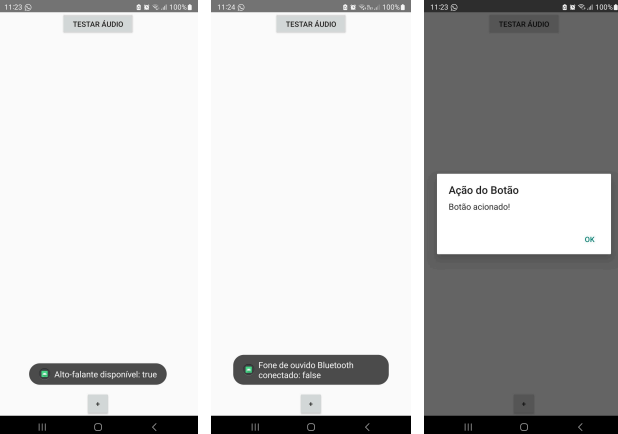 11:23
100%
TESTAR ÁUDIO
Alto-falante disponível: true
+
11:24
100%
TESTAR ÁUDIO
Fone de ouvido Bluetooth
conectado: false
+
11:23
100%
TESTAR ÁUDIO
Ação do Botão
Botão acionado!
OK
+